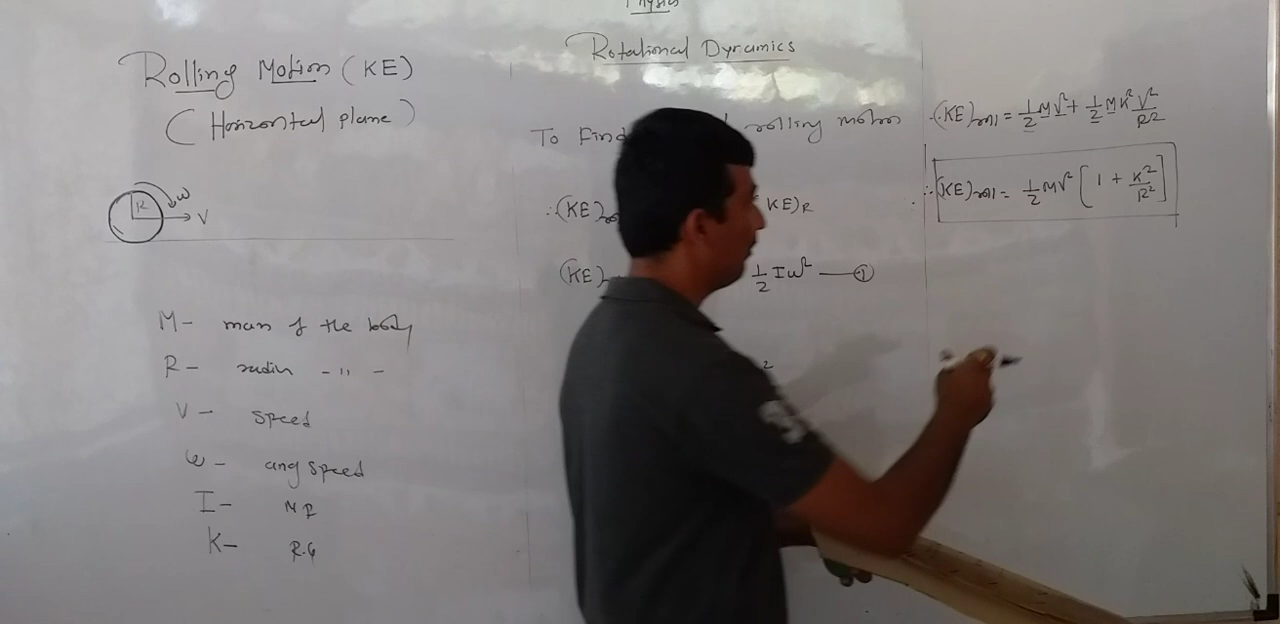 Physics
Rotational Dynamics
Rolling Motion (KE)
(Horizontal plane)
R ω V
M- mass of the body
R- radius -"-
V- speed
ω- ang speed
I-
K- R.G
To Find rolling motion
∴(KE) KE)R
(KE) 1/2 Iω² —①
2
∴(KE)roll = 1/2 MV² + 1/2 MK² V²/R²
∴(KE)roll = 1/2 MV² [1 + K²/R²]